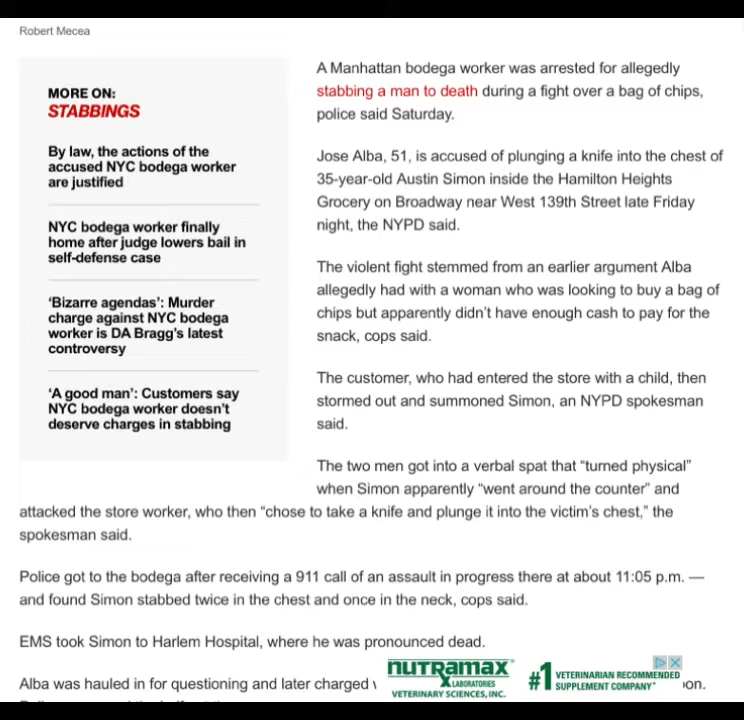 Robert Mecea
MORE ON:
STABBINGS
By law, the actions of the
accused NYC bodega worker
are justified
NYC bodega worker finally
home after judge lowers bail in
self-defense case
‘Bizarre agendas’: Murder
charge against NYC bodega
worker is DA Bragg’s latest
controversy
‘A good man’: Customers say
NYC bodega worker doesn’t
deserve charges in stabbing
A Manhattan bodega worker was arrested for allegedly
stabbing a man to death during a fight over a bag of chips,
police said Saturday.
Jose Alba, 51, is accused of plunging a knife into the chest of
35-year-old Austin Simon inside the Hamilton Heights
Grocery on Broadway near West 139th Street late Friday
night, the NYPD said.
The violent fight stemmed from an earlier argument Alba
allegedly had with a woman who was looking to buy a bag of
chips but apparently didn’t have enough cash to pay for the
snack, cops said.
The customer, who had entered the store with a child, then
stormed out and summoned Simon, an NYPD spokesman
said.
The two men got into a verbal spat that “turned physical”
when Simon apparently “went around the counter” and
attacked the store worker, who then “chose to take a knife and plunge it into the victim’s chest,” the
spokesman said.
Police got to the bodega after receiving a 911 call of an assault in progress there at about 11:05 p.m. —
and found Simon stabbed twice in the chest and once in the neck, cops said.
EMS took Simon to Harlem Hospital, where he was pronounced dead.
Alba was hauled in for questioning and later charged
nutramax
LABORATORIES
VETERINARY SCIENCES, INC.
#1 VETERINARIAN RECOMMENDED
SUPPLEMENT COMPANY*